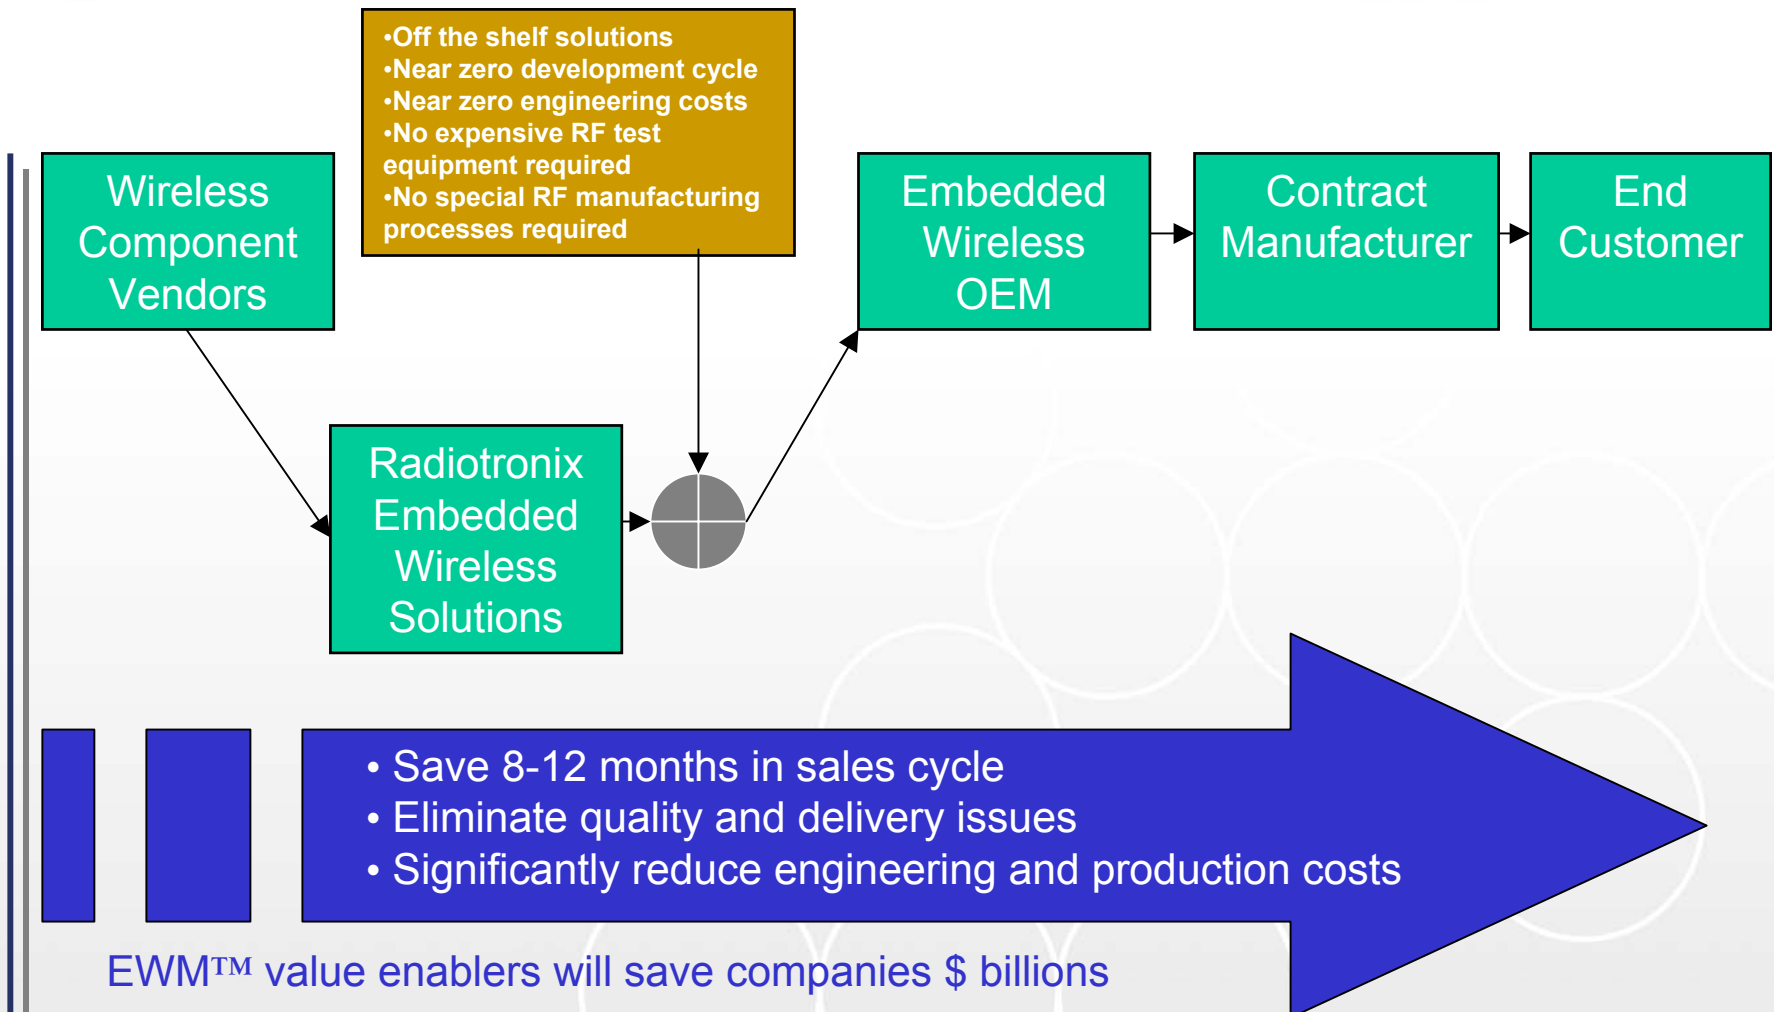 •Off the shelf solutions
•Near zero development cycle
•Near zero engineering costs
•No expensive RF test
equipment required
•No special RF manufacturing
processes required
Wireless
Component
Vendors
Embedded
Wireless
OEM
Contract
Manufacturer
End
Customer
Radiotronix
Embedded
Wireless
Solutions
• Save 8-12 months in sales cycle
• Eliminate quality and delivery issues
• Significantly reduce engineering and production costs
EWM™ value enablers will save companies $ billions